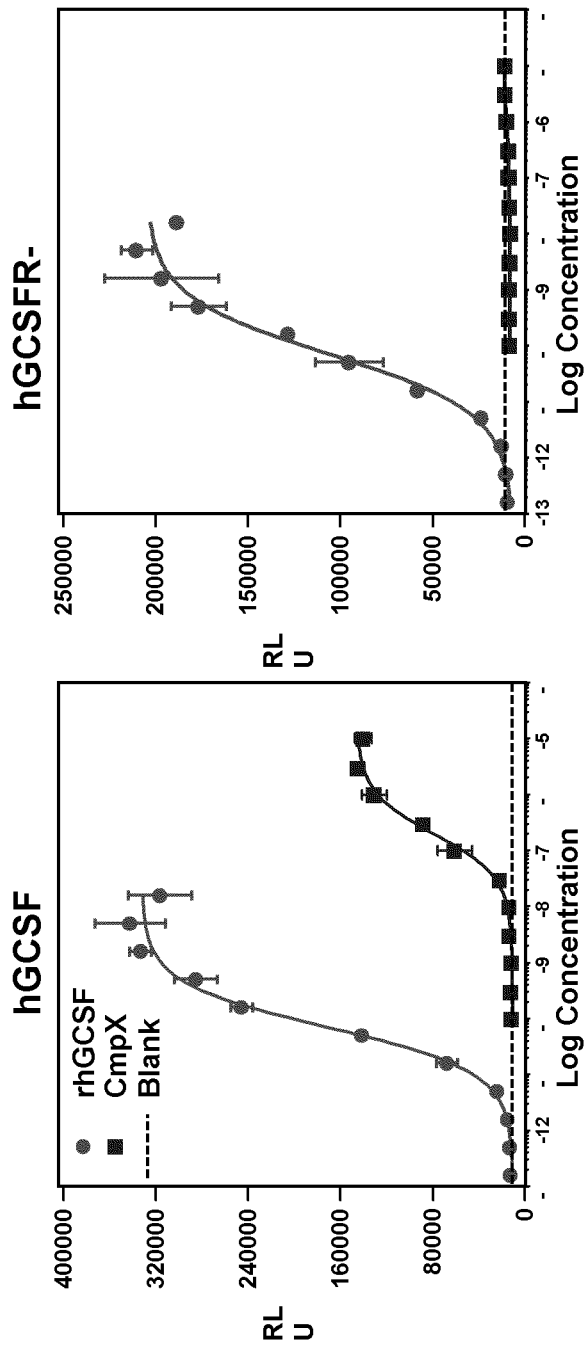 hGCSF
400000
320000
240000
160000
80000
0
RL
U
rhGCSF
CmpX
Blank
- -12 - - -9 -8 -7 - -5 -
Log Concentration
hGCSFR-
250000
200000
150000
100000
50000
0
RL
U
-13 -12 - - -9 - -7 -6 - -
Log Concentration